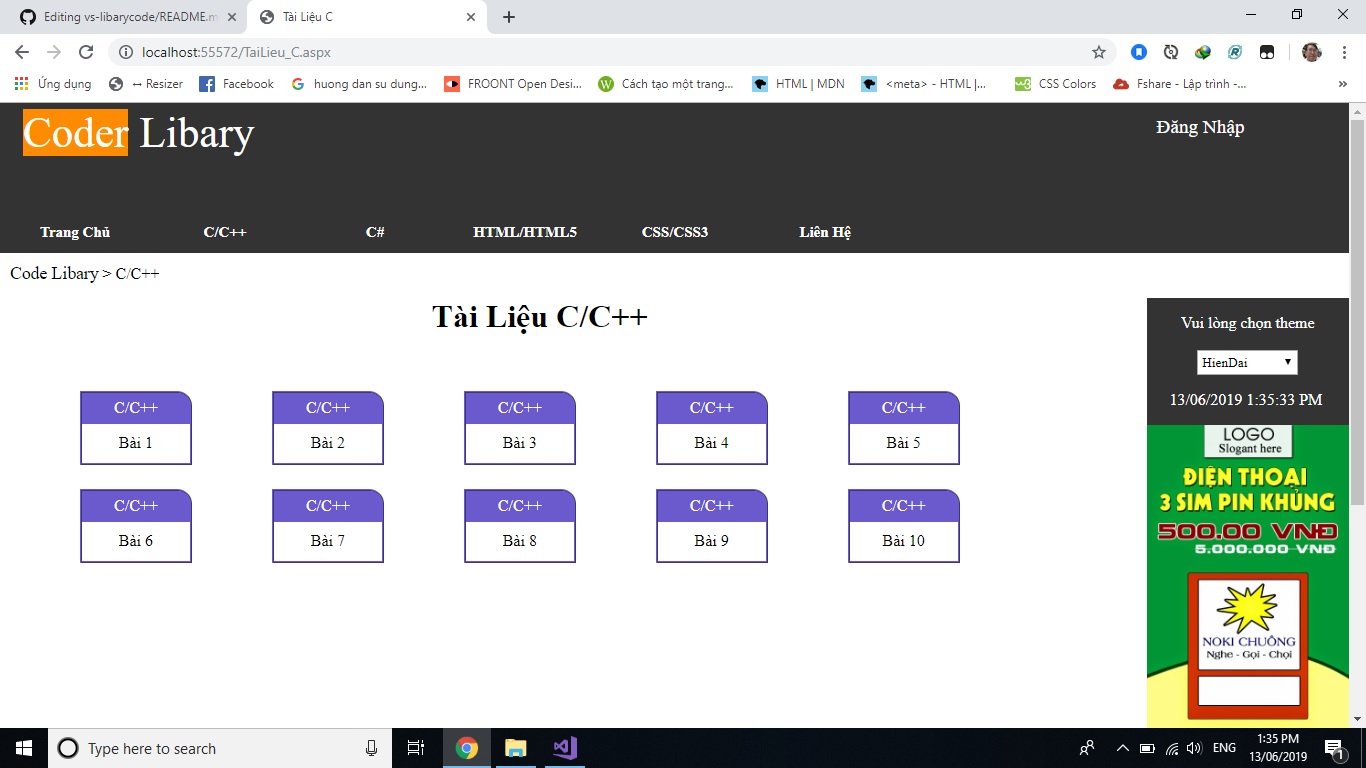 Editing vs-libarycode/README.m
Tài Liệu C
localhost:55572/TaiLieu_C.aspx
Ứng dụng
↔ Resizer
Facebook
huong dan su dung...
FROONT Open Desi...
Cách tạo một trang...
HTML | MDN
<meta> - HTML |...
CSS Colors
Fshare - Lập trình -...
»
Coder Libary
Đăng Nhập
Trang Chủ C/C++ C# HTML/HTML5 CSS/CSS3 Liên Hệ
Code Libary > C/C++
Tài Liệu C/C++
Vui lòng chọn theme
HienDai
13/06/2019 1:35:33 PM
C/C++ C/C++ C/C++ C/C++ C/C++
Bài 1 Bài 2 Bài 3 Bài 4 Bài 5
C/C++ C/C++ C/C++ C/C++ C/C++
Bài 6 Bài 7 Bài 8 Bài 9 Bài 10
LOGO
Slogant here
ĐIỆN THOẠI
3 SIM PIN KHỦNG
500.00 VNĐ
5.000.000 VNĐ
NOKI CHUÔNG
Nghe - Gọi - Chọi
Type here to search
ENG
1:35 PM
13/06/2019
1